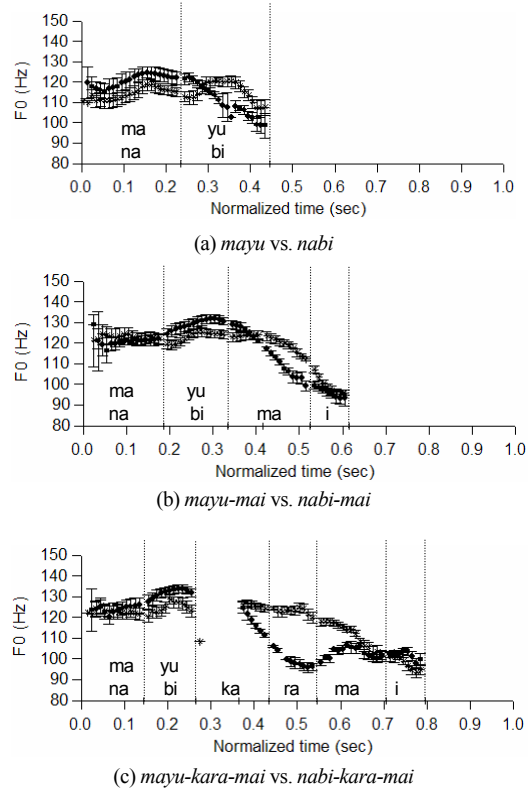 150
140
130
120
110
100
90
80
F0 (Hz)
ma yu
na bi
0.0 0.1 0.2 0.3 0.4 0.5 0.6 0.7 0.8 0.9 1.0
Normalized time (sec)
(a) mayu vs. nabi
150
140
130
120
110
100
90
80
F0 (Hz)
ma yu ma i
na bi
0.0 0.1 0.2 0.3 0.4 0.5 0.6 0.7 0.8 0.9 1.0
Normalized time (sec)
(b) mayu-mai vs. nabi-mai
150
140
130
120
110
100
90
80
F0 (Hz)
ma yu ka ra ma i
na bi
0.0 0.1 0.2 0.3 0.4 0.5 0.6 0.7 0.8 0.9 1.0
Normalized time (sec)
(c) mayu-kara-mai vs. nabi-kara-mai